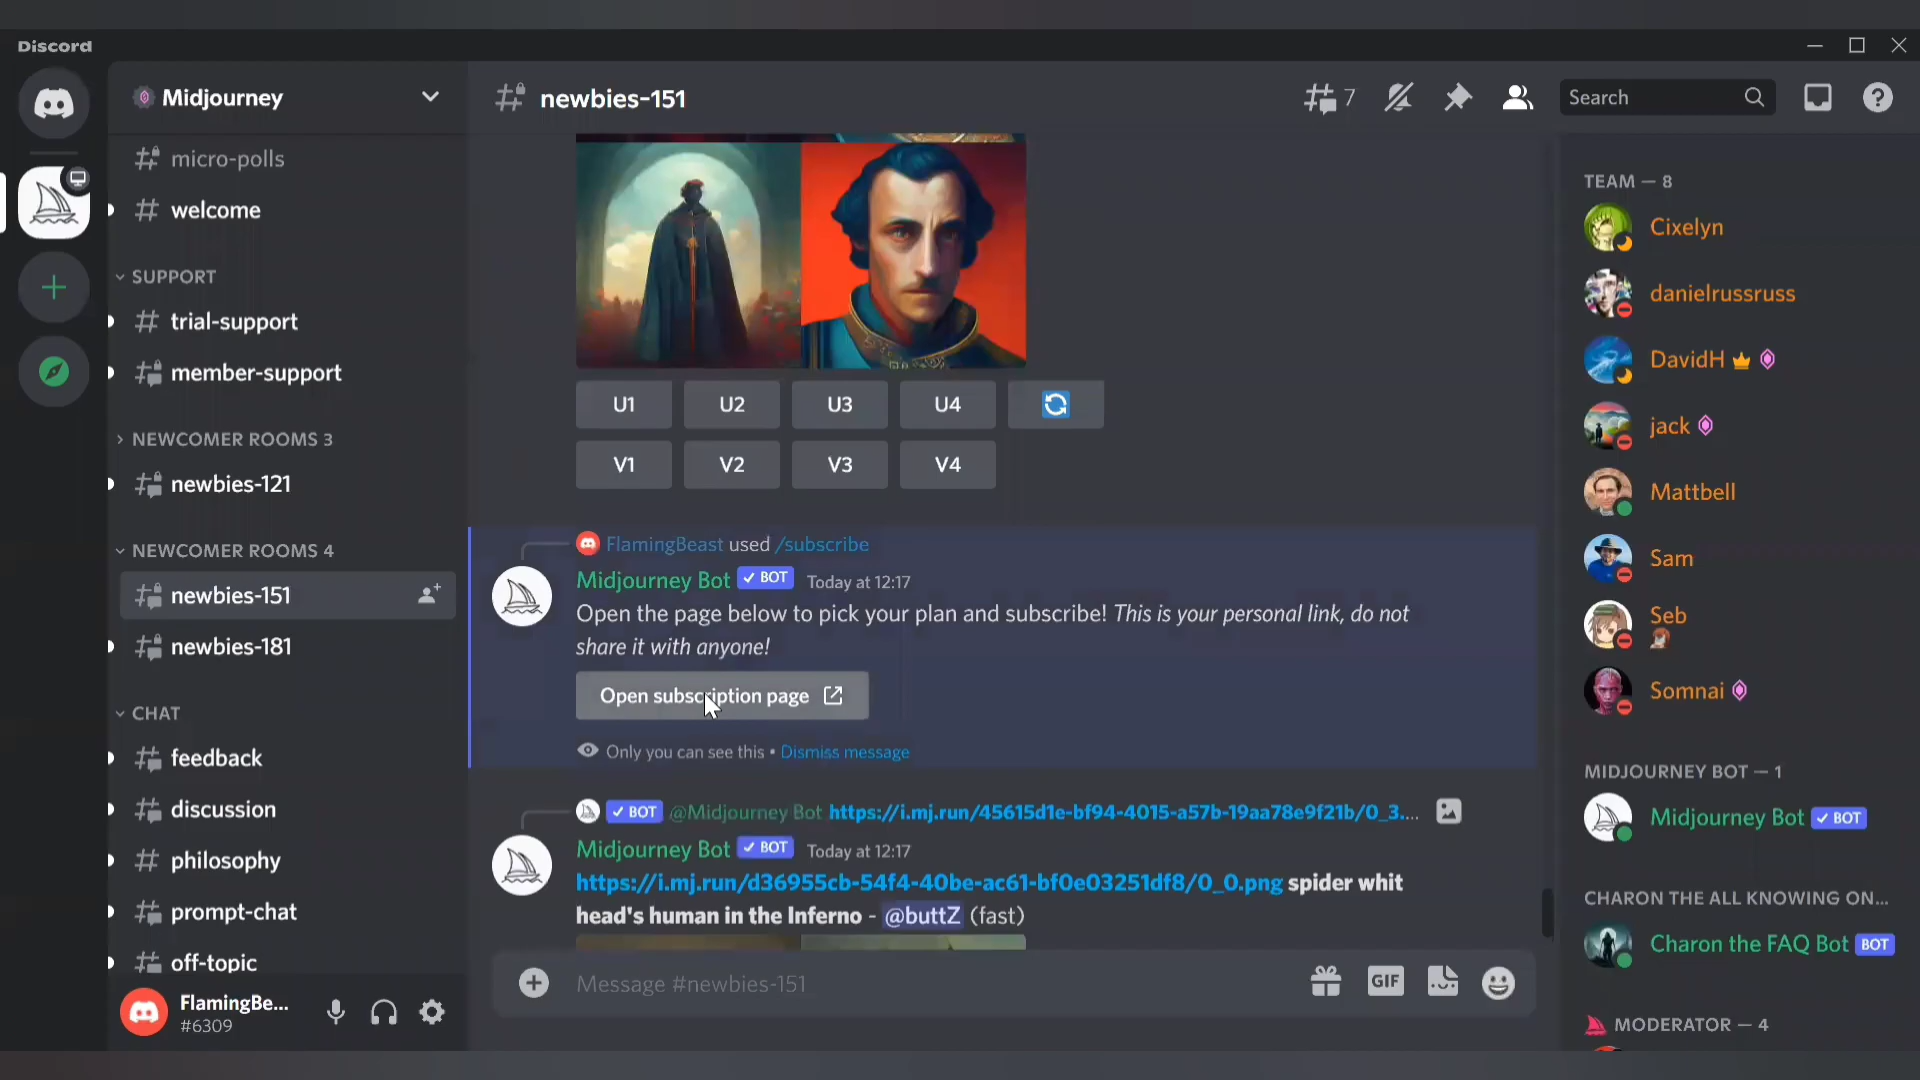 Discord
Midjourney
micro-polls
welcome
SUPPORT
trial-support
member-support
NEWCOMER ROOMS 3
newbies-121
NEWCOMER ROOMS 4
newbies-151
newbies-181
CHAT
feedback
discussion
philosophy
prompt-chat
off-topic
FlamingBe...
#6309
newbies-151
7
Search
U1 U2 U3 U4
V1 V2 V3 V4
FlamingBeast used /subscribe
Midjourney Bot BOT Today at 12:17
Open the page below to pick your plan and subscribe! This is your personal link, do not
share it with anyone!
Open subscription page
Only you can see this • Dismiss message
BOT @Midjourney Bot https://i.mj.run/45615d1e-bf94-4015-a57b-19aa78e9f21b/0_3....
Midjourney Bot BOT Today at 12:17
https://i.mj.run/d36955cb-54f4-40be-ac61-bf0e03251df8/0_0.png spider whit
head's human in the Inferno - @buttZ (fast)
Message #newbies-151
GIF
TEAM — 8
Cixelyn
danielrussruss
DavidH
jack
Mattbell
Sam
Seb
Somnai
MIDJOURNEY BOT — 1
Midjourney Bot BOT
CHARON THE ALL KNOWING ON...
Charon the FAQ Bot BOT
MODERATOR — 4